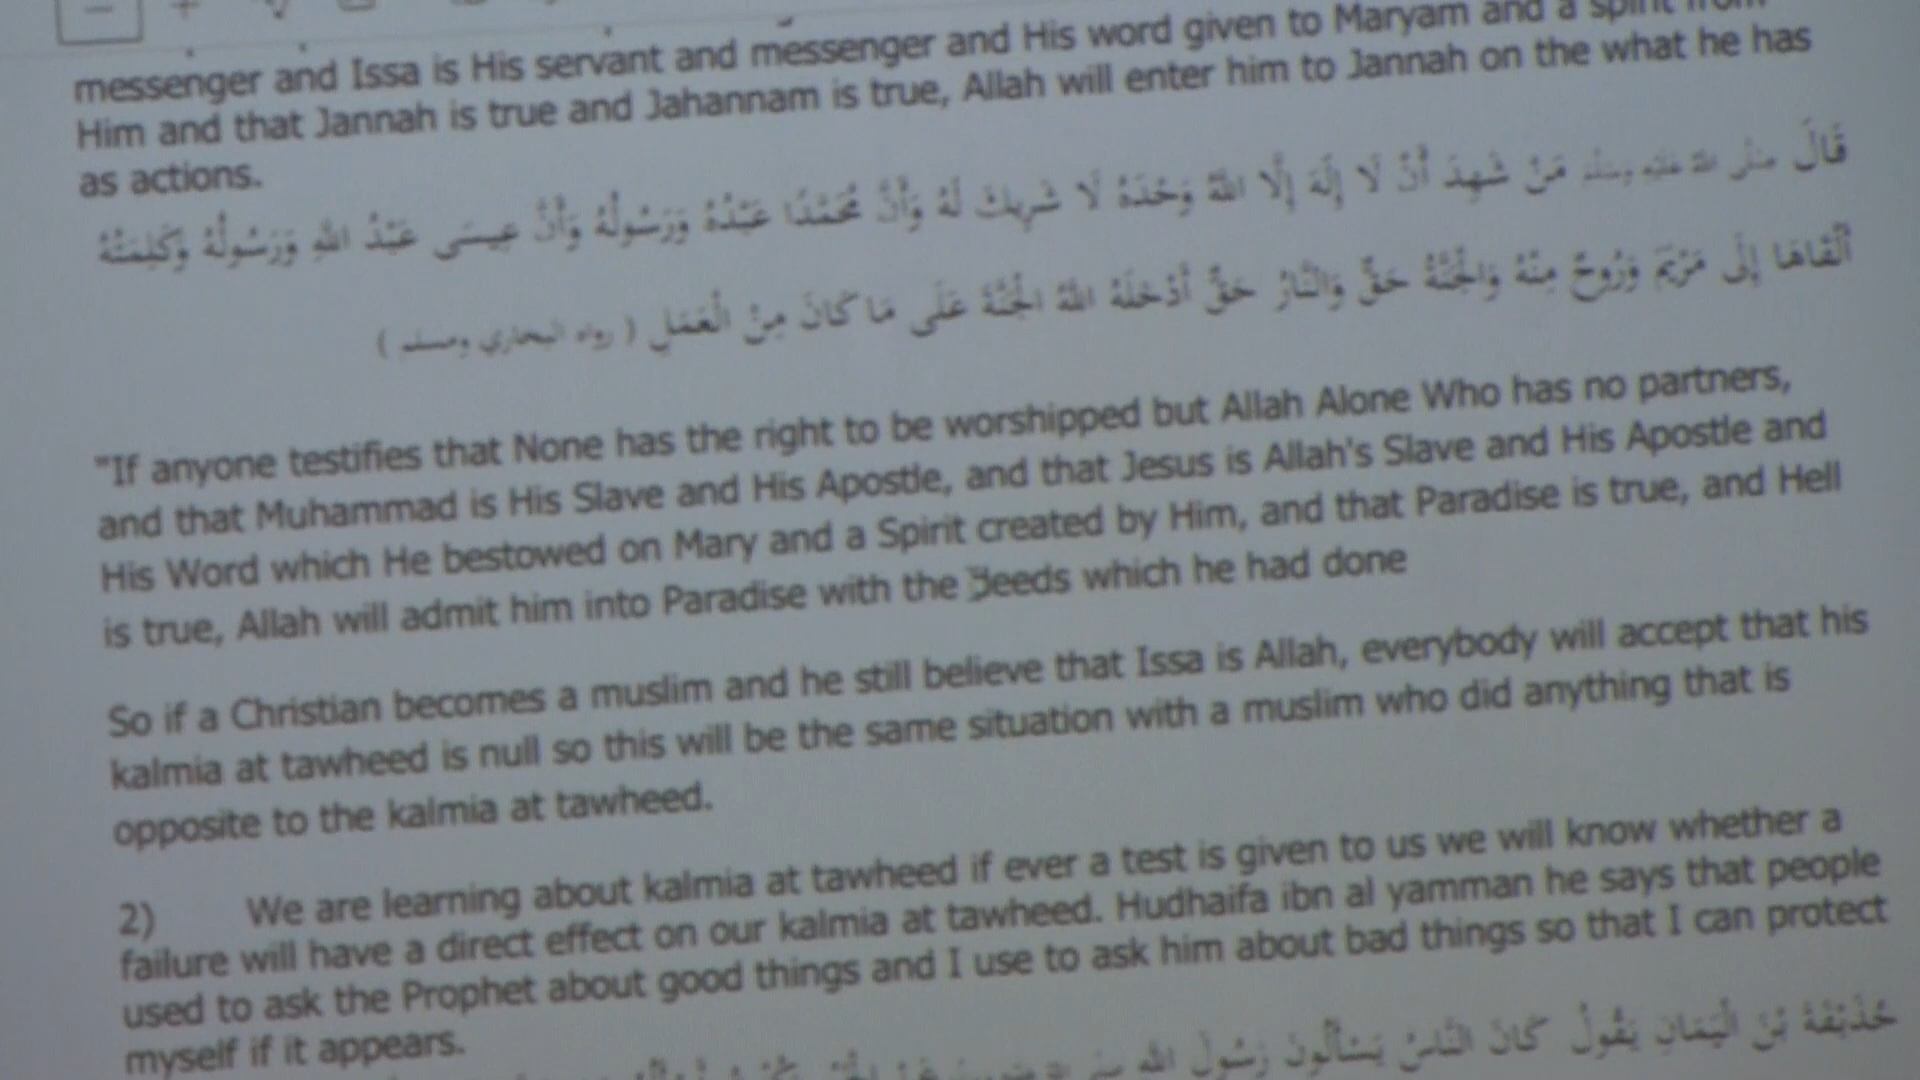 messenger and Issa is His servant and messenger and His word given to Maryam and a spirit from
Him and that Jannah is true and Jahannam is true, Allah will enter him to Jannah on the what he has
as actions.
قَالَ صلى الله عليه وسلم مَنْ شَهِدَ أَنْ لَا إِلَهَ إِلَّا اللَّهُ وَحْدَهُ لَا شَرِيكَ لَهُ وَأَنَّ مُحَمَّدًا عَبْدُهُ وَرَسُولُهُ وَأَنَّ عِيسَى عَبْدُ اللَّهِ وَرَسُولُهُ وَكَلِمَتُهُ
أَلْقَاهَا إِلَى مَرْيَمَ وَرُوحٌ مِنْهُ وَالْجَنَّةُ حَقٌّ وَالنَّارُ حَقٌّ أَدْخَلَهُ اللَّهُ الْجَنَّةَ عَلَى مَا كَانَ مِنْ الْعَمَلِ ( رواه البخاري ومسلم )
"If anyone testifies that None has the right to be worshipped but Allah Alone Who has no partners,
and that Muhammad is His Slave and His Apostle, and that Jesus is Allah's Slave and His Apostle and
His Word which He bestowed on Mary and a Spirit created by Him, and that Paradise is true, and Hell
is true, Allah will admit him into Paradise with the deeds which he had done
So if a Christian becomes a muslim and he still believe that Issa is Allah, everybody will accept that his
kalmia at tawheed is null so this will be the same situation with a muslim who did anything that is
opposite to the kalmia at tawheed.
2) We are learning about kalmia at tawheed if ever a test is given to us we will know whether a
failure will have a direct effect on our kalmia at tawheed. Hudhaifa ibn al yamman he says that people
used to ask the Prophet about good things and I use to ask him about bad things so that I can protect
myself if it appears.
حُذَيْفَةَ بْنَ الْيَمَانِ يَقُولُ كَانَ النَّاسُ يَسْأَلُونَ رَسُولَ اللَّهِ